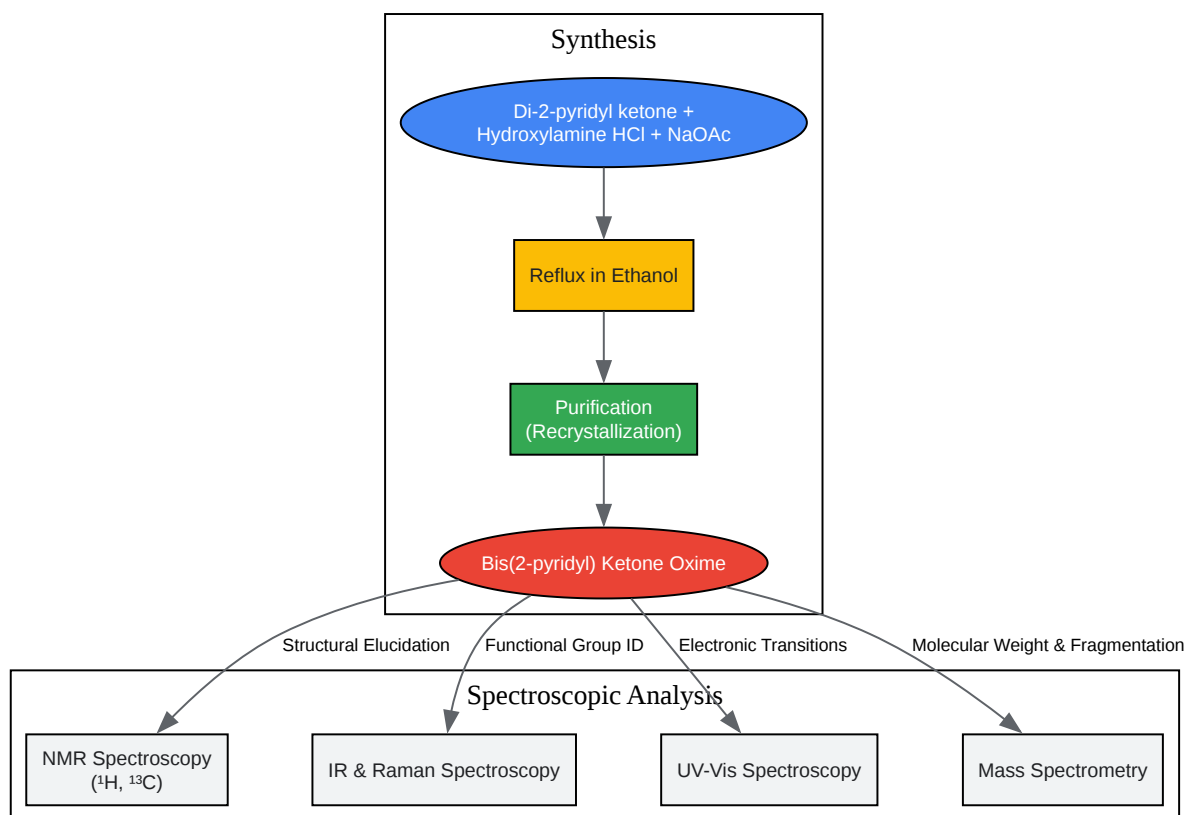 Synthesis
Di-2-pyridyl ketone +
Hydroxylamine HCl + NaOAc
Reflux in Ethanol
Purification
(Recrystallization)
Bis(2-pyridyl) Ketone Oxime
Structural Elucidation
Functional Group ID
Electronic Transitions
Molecular Weight & Fragmentation
Spectroscopic Analysis
NMR Spectroscopy
(¹H, ¹³C)
IR & Raman Spectroscopy
UV-Vis Spectroscopy
Mass Spectrometry